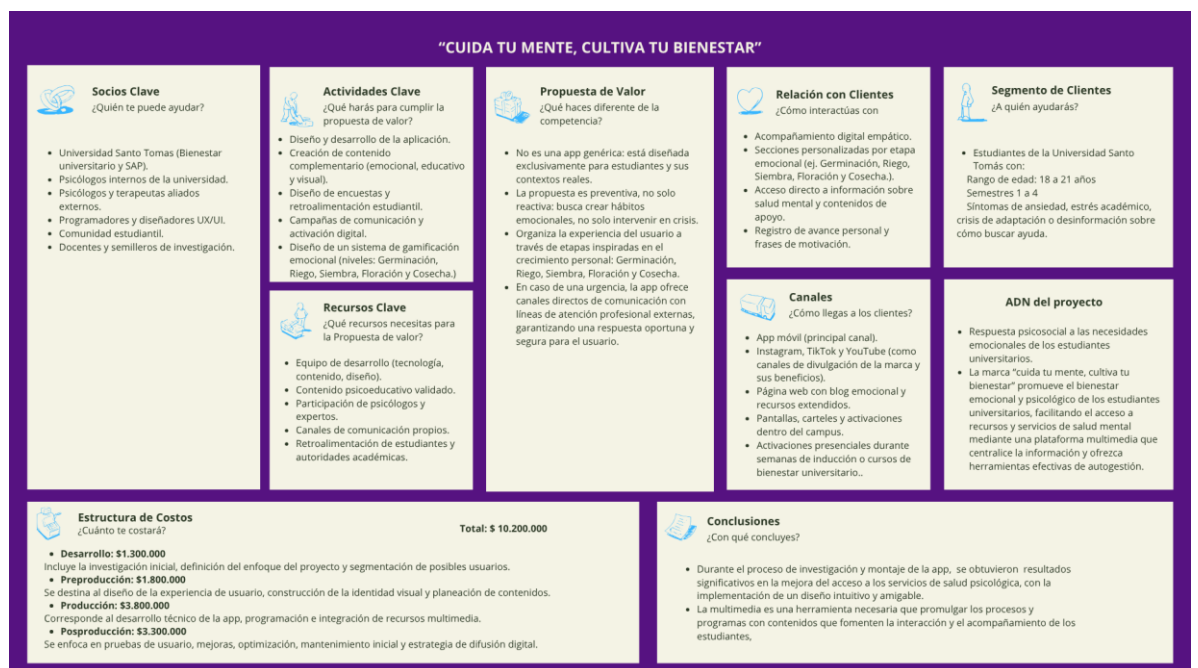 “CUIDA TU MENTE, CULTIVA TU BIENESTAR”
Socios Clave
¿Quién te puede ayudar?
• Universidad Santo Tomas (Bienestar
universitario y SAP).
• Psicólogos internos de la universidad.
• Psicólogos y terapeutas aliados
externos.
• Programadores y diseñadores UX/UI.
• Comunidad estudiantil.
• Docentes y semilleros de investigación.
Actividades Clave
¿Qué harás para cumplir la
propuesta de valor?
• Diseño y desarrollo de la aplicación.
• Creación de contenido
complementario (emocional, educativo
y visual).
• Diseño de encuestas y
retroalimentación estudiantil.
• Campañas de comunicación y
activación digital.
• Diseño de un sistema de gamificación
emocional (niveles: Germinación,
Riego, Siembra, Floración y Cosecha.)
Recursos Clave
¿Qué recursos necesitas para
la Propuesta de valor?
• Equipo de desarrollo (tecnología,
contenido, diseño).
• Contenido psicoeducativo validado.
• Participación de psicólogos y
expertos.
• Canales de comunicación propios.
• Retroalimentación de estudiantes y
autoridades académicas.
Propuesta de Valor
¿Qué haces diferente de la
competencia?
• No es una app genérica: está diseñada
exclusivamente para estudiantes y sus
contextos reales.
• La propuesta es preventiva, no solo
reactiva: busca crear hábitos
emocionales, no solo intervenir en crisis.
• Organiza la experiencia del usuario a
través de etapas inspiradas en el
crecimiento personal: Germinación,
Riego, Siembra, Floración y Cosecha.
• En caso de una urgencia, la app ofrece
canales directos de comunicación con
líneas de atención profesional externas,
garantizando una respuesta oportuna y
segura para el usuario.
Relación con Clientes
¿Cómo interactúas con
• Acompañamiento digital empático.
• Secciones personalizadas por etapa
emocional (ej. Germinación, Riego,
Siembra, Floración y Cosecha.).
• Acceso directo a información sobre
salud mental y contenidos de
apoyo.
• Registro de avance personal y
frases de motivación.
Canales
¿Cómo llegas a los clientes?
• App móvil (principal canal).
• Instagram, TikTok y YouTube (como
canales de divulgación de la marca y
sus beneficios).
• Página web con blog emocional y
recursos extendidos.
• Pantallas, carteles y activaciones
dentro del campus.
• Activaciones presenciales durante
semanas de inducción o cursos de
bienestar universitario..
Segmento de Clientes
¿A quién ayudarás?
• Estudiantes de la Universidad Santo
Tomás con:
Rango de edad: 18 a 21 años
Semestres 1 a 4
Síntomas de ansiedad, estrés académico,
crisis de adaptación o desinformación sobre
cómo buscar ayuda.
ADN del proyecto
• Respuesta psicosocial a las necesidades
emocionales de los estudiantes
universitarios.
• La marca “cuida tu mente, cultiva tu
bienestar” promueve el bienestar
emocional y psicológico de los estudiantes
universitarios, facilitando el acceso a
recursos y servicios de salud mental
mediante una plataforma multimedia que
centralice la información y ofrezca
herramientas efectivas de autogestión.
Estructura de Costos
¿Cuánto te costará?
Total: $ 10.200.000
• Desarrollo: $1.300.000
Incluye la investigación inicial, definición del enfoque del proyecto y segmentación de posibles usuarios.
• Preproducción $1.800.000
Se destina al diseño de la experiencia de usuario, construcción de la identidad visual y planeación de contenidos.
• Producción $3.800.000
Corresponde al desarrollo técnico de la app, programación e integración de recursos multimedia.
• Posproducción: $3.300.000
Se enfoca en pruebas de usuario, mejoras, optimización, mantenimiento inicial y estrategia de difusión digital.
Conclusiones
¿Con qué concluyes?
• Durante el proceso de investigación y montaje de la app, se obtuvieron resultados
significativos en la mejora del acceso a los servicios de salud psicológica, con la
implementación de un diseño intuitivo y amigable.
• La multimedia es una herramienta necesaria que promulgar los procesos y
programas con contenidos que fomenten la interacción y el acompañamiento de los
estudiantes,